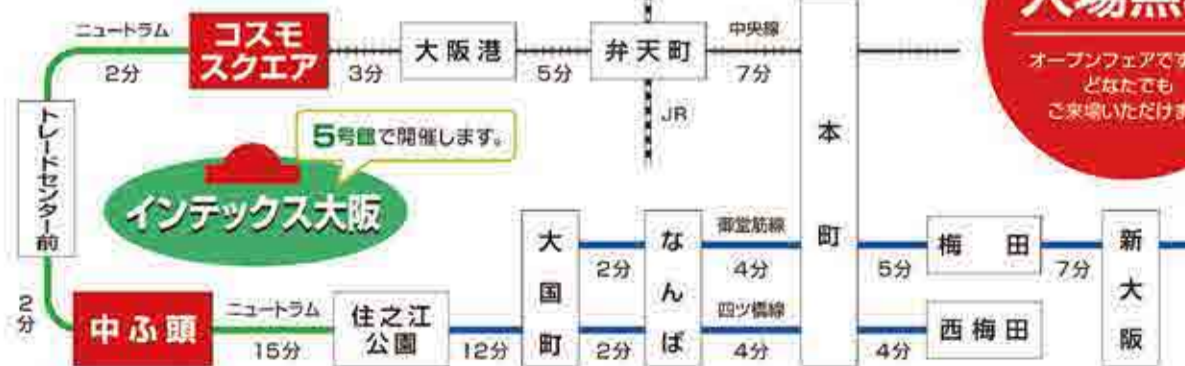 ニュートラム
2分
コスモ
スクエア
3分
大阪港
5分
弁天町
中央線
7分
JR
本町
オープンフェアです
どなたでも
ご来場いただけま
トレードセンター前
5号館で開催します。
インテックス大阪
2分
中ふ頭
ニュートラム
15分
住之江
公園
12分
大国町
2分
2分
なんば
御堂筋線
4分
四ツ橋線
4分
5分
梅田
7分
新大阪
4分
西梅田